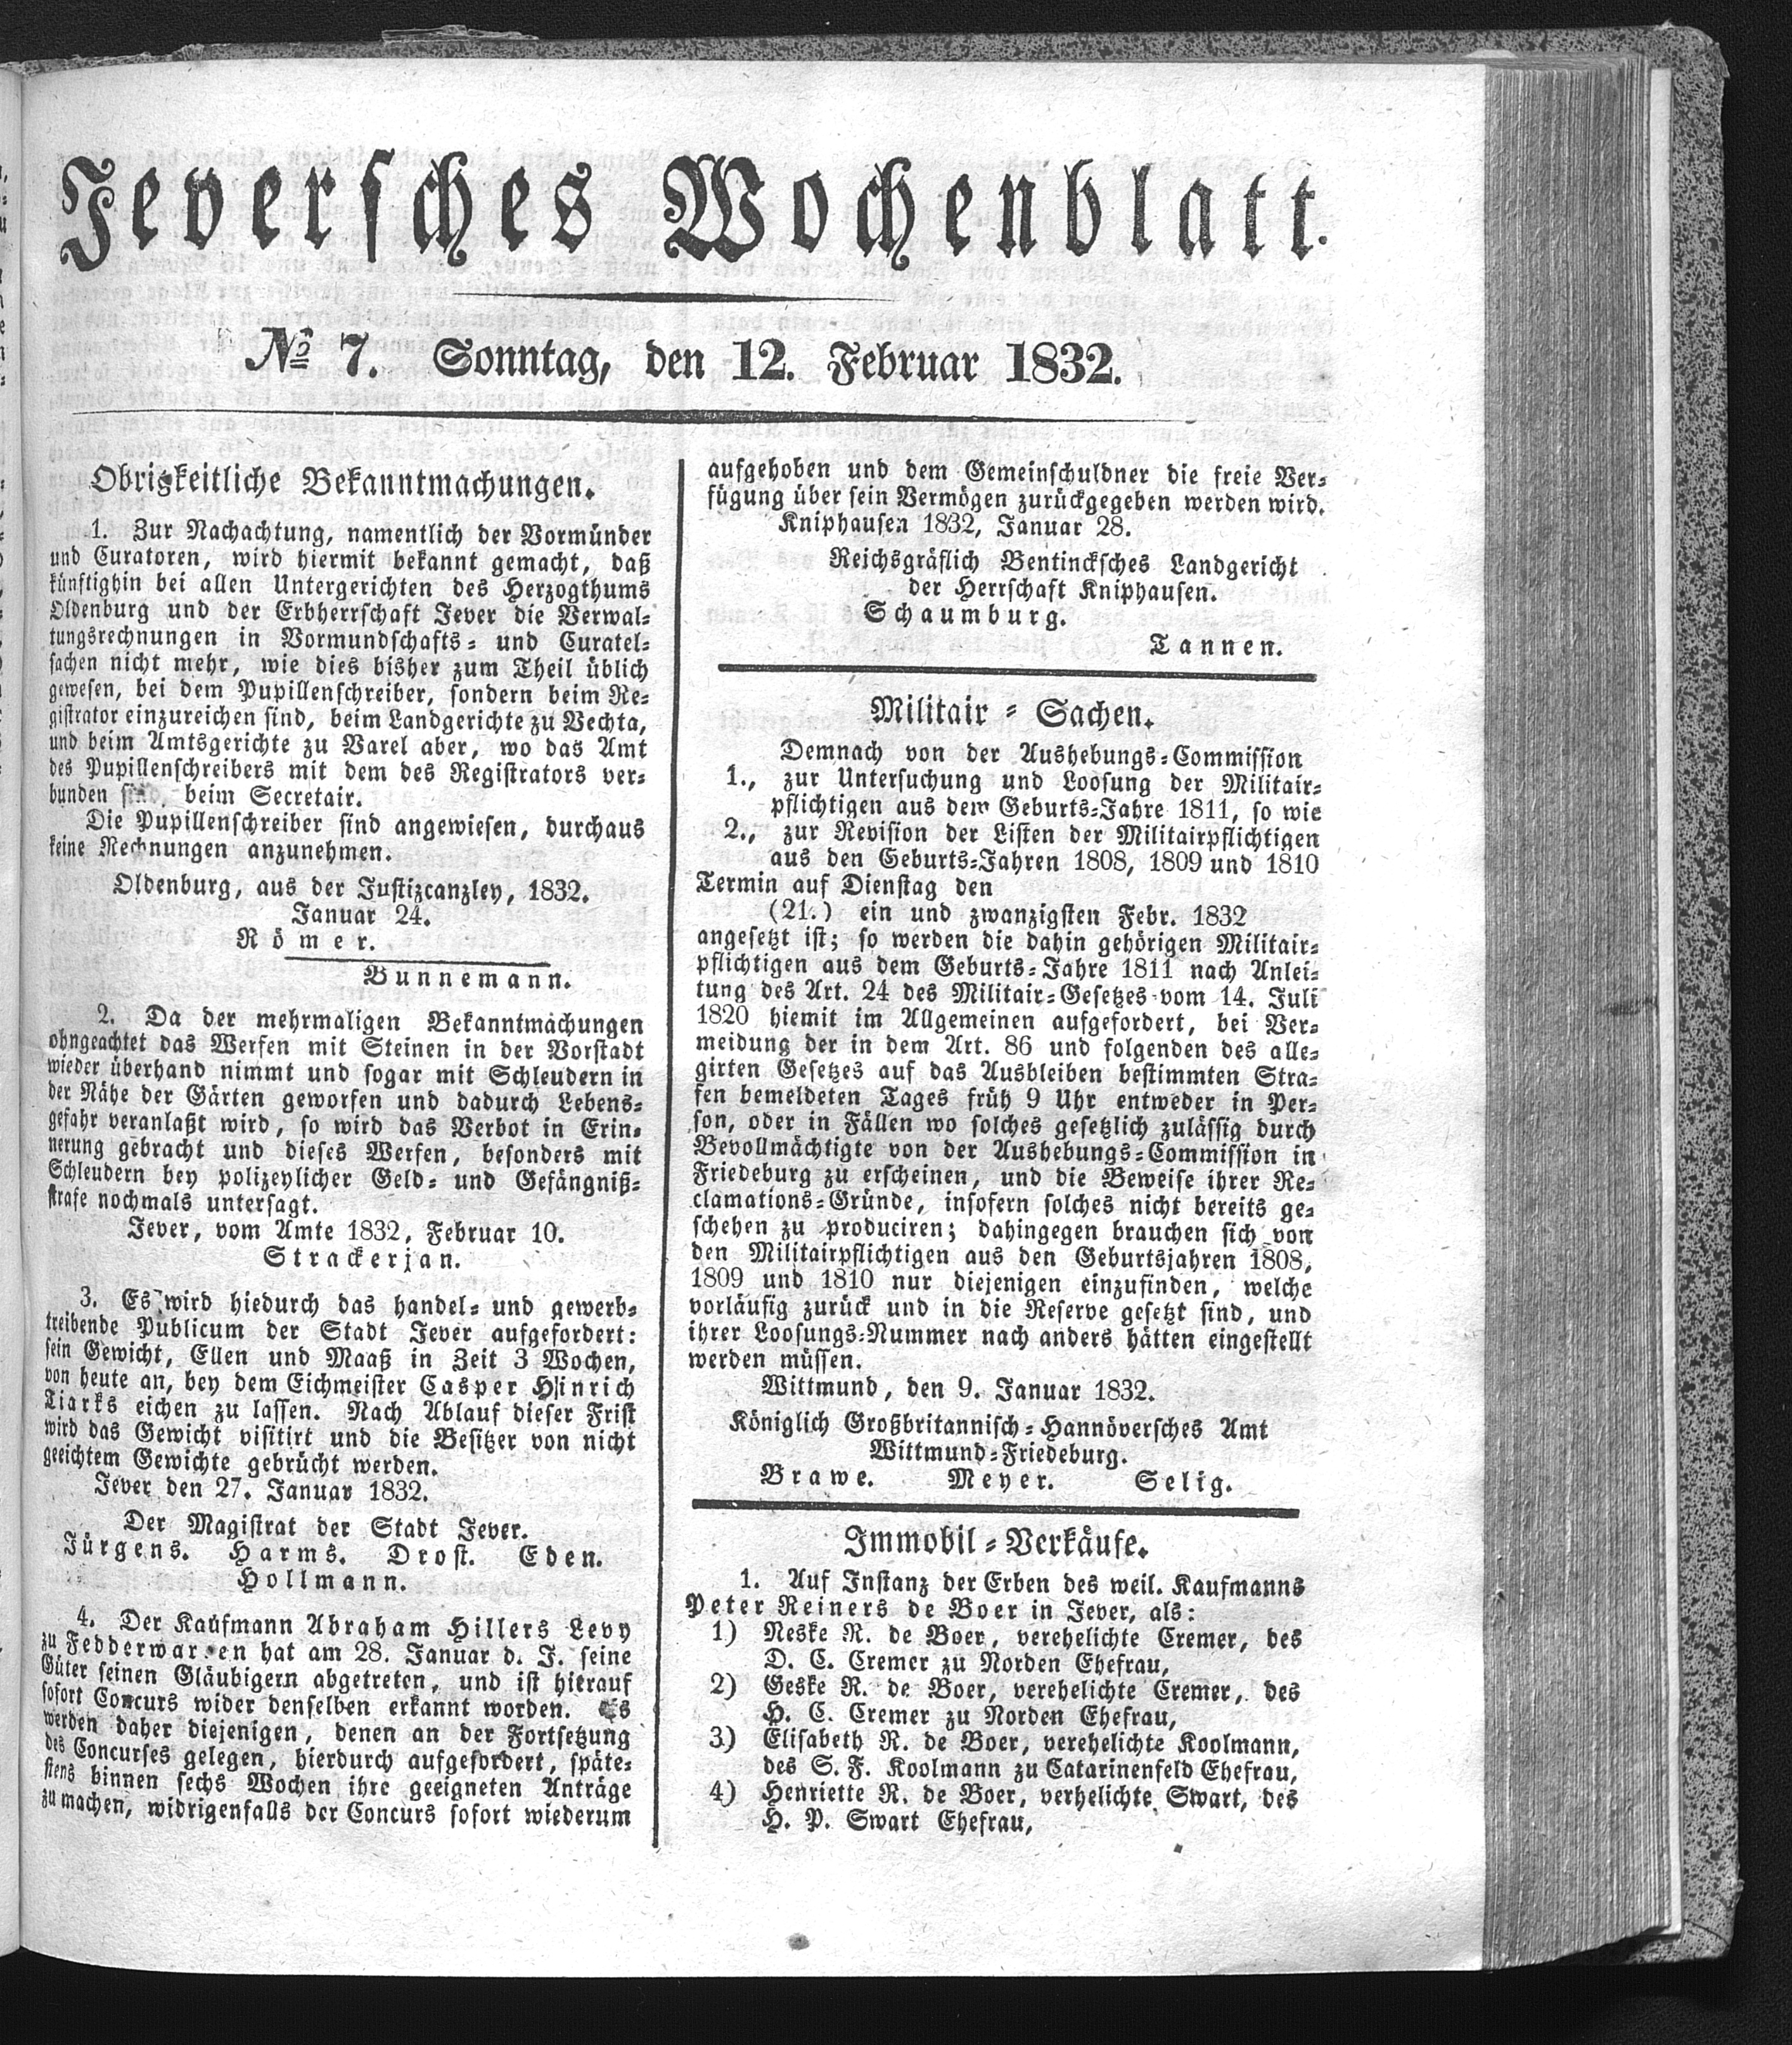 Jeversches Wochenblatt.
№ 7. Sonntag, den 12. Februar 1832.
Obrigkeitliche Bekanntmachungen.
1. Zur Nachachtung, namentlich der Vormünder
und Curatoren, wird hiermit bekannt gemacht, daß
künftighin bei allen Untergerichten des Herzogthums
Oldenburg und der Erbherrschaft Jever die Verwal-
tungsrechnungen in Vormundschafts- und Curatel-
sachen nicht mehr, wie dies bisher zum Theil üblich
gewesen, bei dem Pupillenschreiber, sondern beim Re-
gistrator einzureichen sind, beim Landgerichte zu Vechta,
und beim Amtsgerichte zu Varel aber, wo das Amt
des Pupillenschreibers mit dem des Registrators ver-
bunden sind, beim Secretair.
Die Pupillenschreiber sind angewiesen, durchaus
keine Rechnungen anzunehmen.
Oldenburg, aus der Justizcanzley, 1832.
Januar 24.
Römer.
Bunnemann.
2. Da der mehrmaligen Bekanntmachungen
ohngeachtet das Werfen mit Steinen in der Vorstadt
wieder überhand nimmt und sogar mit Schleudern in
der Nähe der Gärten geworfen und dadurch Lebens-
gefahr veranlaßt wird, so wird das Verbot in Erin-
nerung gebracht und dieses Werfen, besonders mit
Schleudern bey polizeylicher Geld- und Gefängniß-
strafe nochmals untersagt.
Jever, vom Amte 1832, Februar 10.
Strackerjan.
3. Es wird hiedurch das handel- und gewerb-
treibende Publicum der Stadt Jever aufgefordert:
sein Gewicht, Ellen und Maaß in Zeit 3 Wochen,
von heute an, bey dem Eichmeister Casper Hinrich
Tiarks eichen zu lassen. Nach Ablauf dieser Frist
wird das Gewicht visitirt und die Besitzer von nicht
geeichtem Gewichte gebrücht werden.
Jever den 27. Januar 1832.
Der Magistrat der Stadt Jever.
Jürgens. Harms. Drost. Eden.
Hollmann.
4. Der Kaufmann Abraham Hillers Levy
zu Fedderwarden hat am 28. Januar d. J. seine
Güter seinen Gläubigern abgetreten, und ist hierauf
sofort Concurs wider denselben erkannt worden. Es
werden daher diejenigen, denen an der Fortsetzung
des Concurses gelegen, hierdurch aufgefordert, späte-
stens binnen sechs Wochen ihre geeigneten Anträge
zu machen, widrigenfalls der Concurs sofort wiederum
aufgehoben und dem Gemeinschuldner die freie Ver-
fügung über sein Vermögen zurückgegeben werden wird.
Kniphausen 1832, Januar 28.
Reichsgräflich Bentincksches Landgericht
der Herrschaft Kniphausen.
Schaumburg.
Tannen.
Militair-Sachen.
Demnach von der Aushebungs-Commission
1., zur Untersuchung und Loosung der Militair-
pflichtigen aus dem Geburts-Jahre 1811, so wie
2., zur Revision der Listen der Militairpflichtigen
aus den Geburts-Jahren 1808, 1809 und 1810
Termin auf Dienstag den
(21.) ein und zwanzigsten Febr. 1832
angesetzt ist; so werden die dahin gehörigen Militair-
pflichtigen aus dem Geburts-Jahre 1811 nach Anlei-
tung des Art. 24 des Militair-Gesetzes vom 14. Juli
1820 hiemit im Allgemeinen aufgefordert, bei Ver-
meidung der in dem Art. 86 und folgenden des alle-
girten Gesetzes auf das Ausbleiben bestimmten Stra-
fen bemeldeten Tages früh 9 Uhr entweder in Per-
son, oder in Fällen wo solches gesetzlich zulässig durch
Bevollmächtigte von der Aushebungs-Commission in
Friedeburg zu erscheinen, und die Beweise ihrer Re-
clamations-Gründe, insofern solches nicht bereits ge-
schehen zu produciren; dahingegen brauchen sich von
den Militairpflichtigen aus den Geburtsjahren 1808,
1809 und 1810 nur diejenigen einzufinden, welche
vorläufig zurück und in die Reserve gesetzt sind, und
ihrer Loosungs-Nummer nach anders hätten eingestellt
werden müssen.
Wittmund, den 9. Januar 1832.
Königlich Großbritannisch-Hannöversches Amt
Wittmund-Friedeburg.
Brawe. Meyer. Selig.
Immobil-Verkäufe.
1. Auf Instanz der Erben des weil. Kaufmanns
Peter Reiners de Boer in Jever, als:
1) Neske R. de Boer, verehelichte Cremer, des
D. C. Cremer zu Norden Ehefrau,
2) Geske R. de Boer, verehelichte Cremer, des
H. C. Cremer zu Norden Ehefrau,
3) Elisabeth R. de Boer, verehelichte Koolmann,
des S. F. Koolmann zu Catarinenfeld Ehefrau,
4) Henriette R. de Boer, verhelichte Swart, des
H. P. Swart Ehefrau,